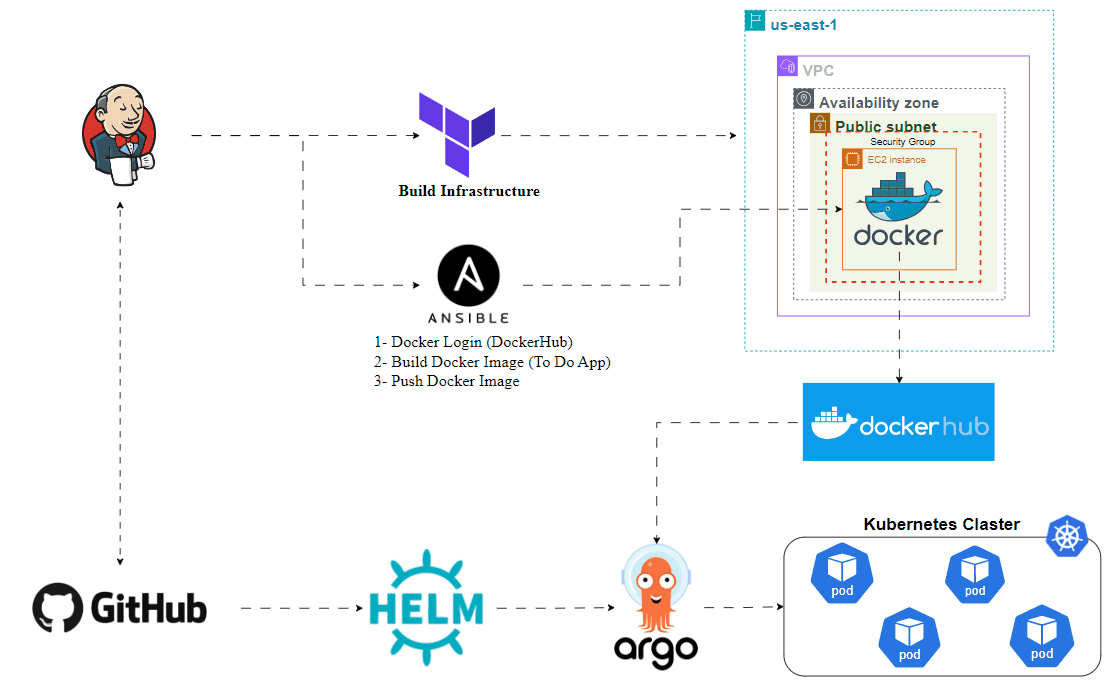 us-east-1
VPC
Availability zone
Public subnet
Security Group
EC2 instance
docker
Build Infrastructure
ANSIBLE
1- Docker Login (DockerHub)
2- Build Docker Image (To Do App)
3- Push Docker Image
docker hub
Kubernetes Claster
GitHub
HELM
argo
pod
pod
pod
pod